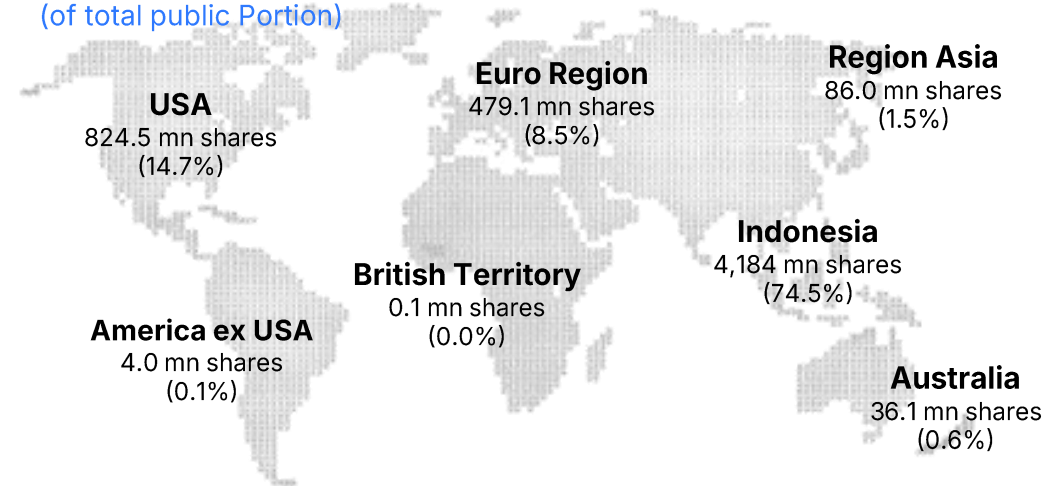 (of total public Portion)
USA
824.5 mn shares
(14.7%)
Euro Region
479.1 mn shares
(8.5%)
Region Asia
86.0 mn shares
(1.5%)
Indonesia
4,184 mn shares
(74.5%)
British Territory
0.1 mn shares
(0.0%)
America ex USA
4.0 mn shares
(0.1%)
Australia
36.1 mn shares
(0.6%)